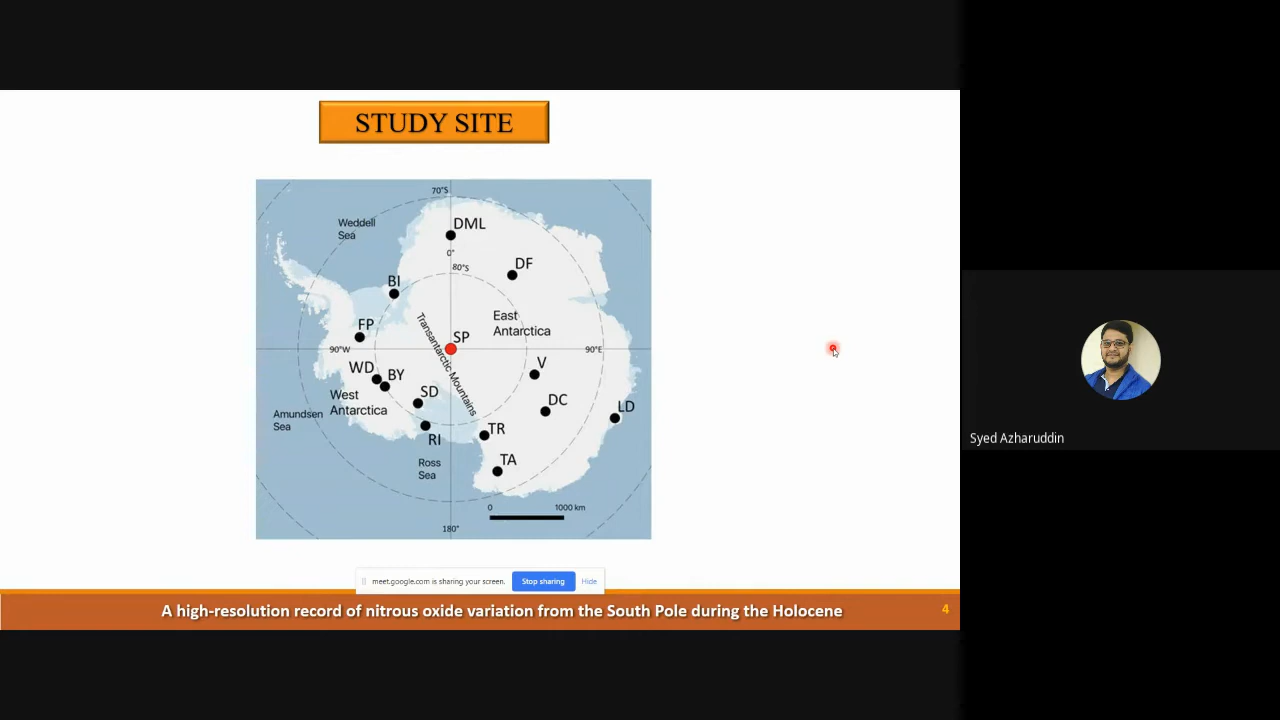 STUDY SITE
70°S
Weddell
Sea
DML
0°
80°S
DF
BI
East
Antarctica
FP
SP
Transantarctic Mountains
90°W
90°E
WD
BY
V
SD
West
Antarctica
DC
LD
Amundsen
Sea
RI
TR
Ross
Sea
TA
0 1000 km
180°
meet.google.com is sharing your screen. Stop sharing Hide
A high-resolution record of nitrous oxide variation from the South Pole during the Holocene 4
Syed Azharuddin